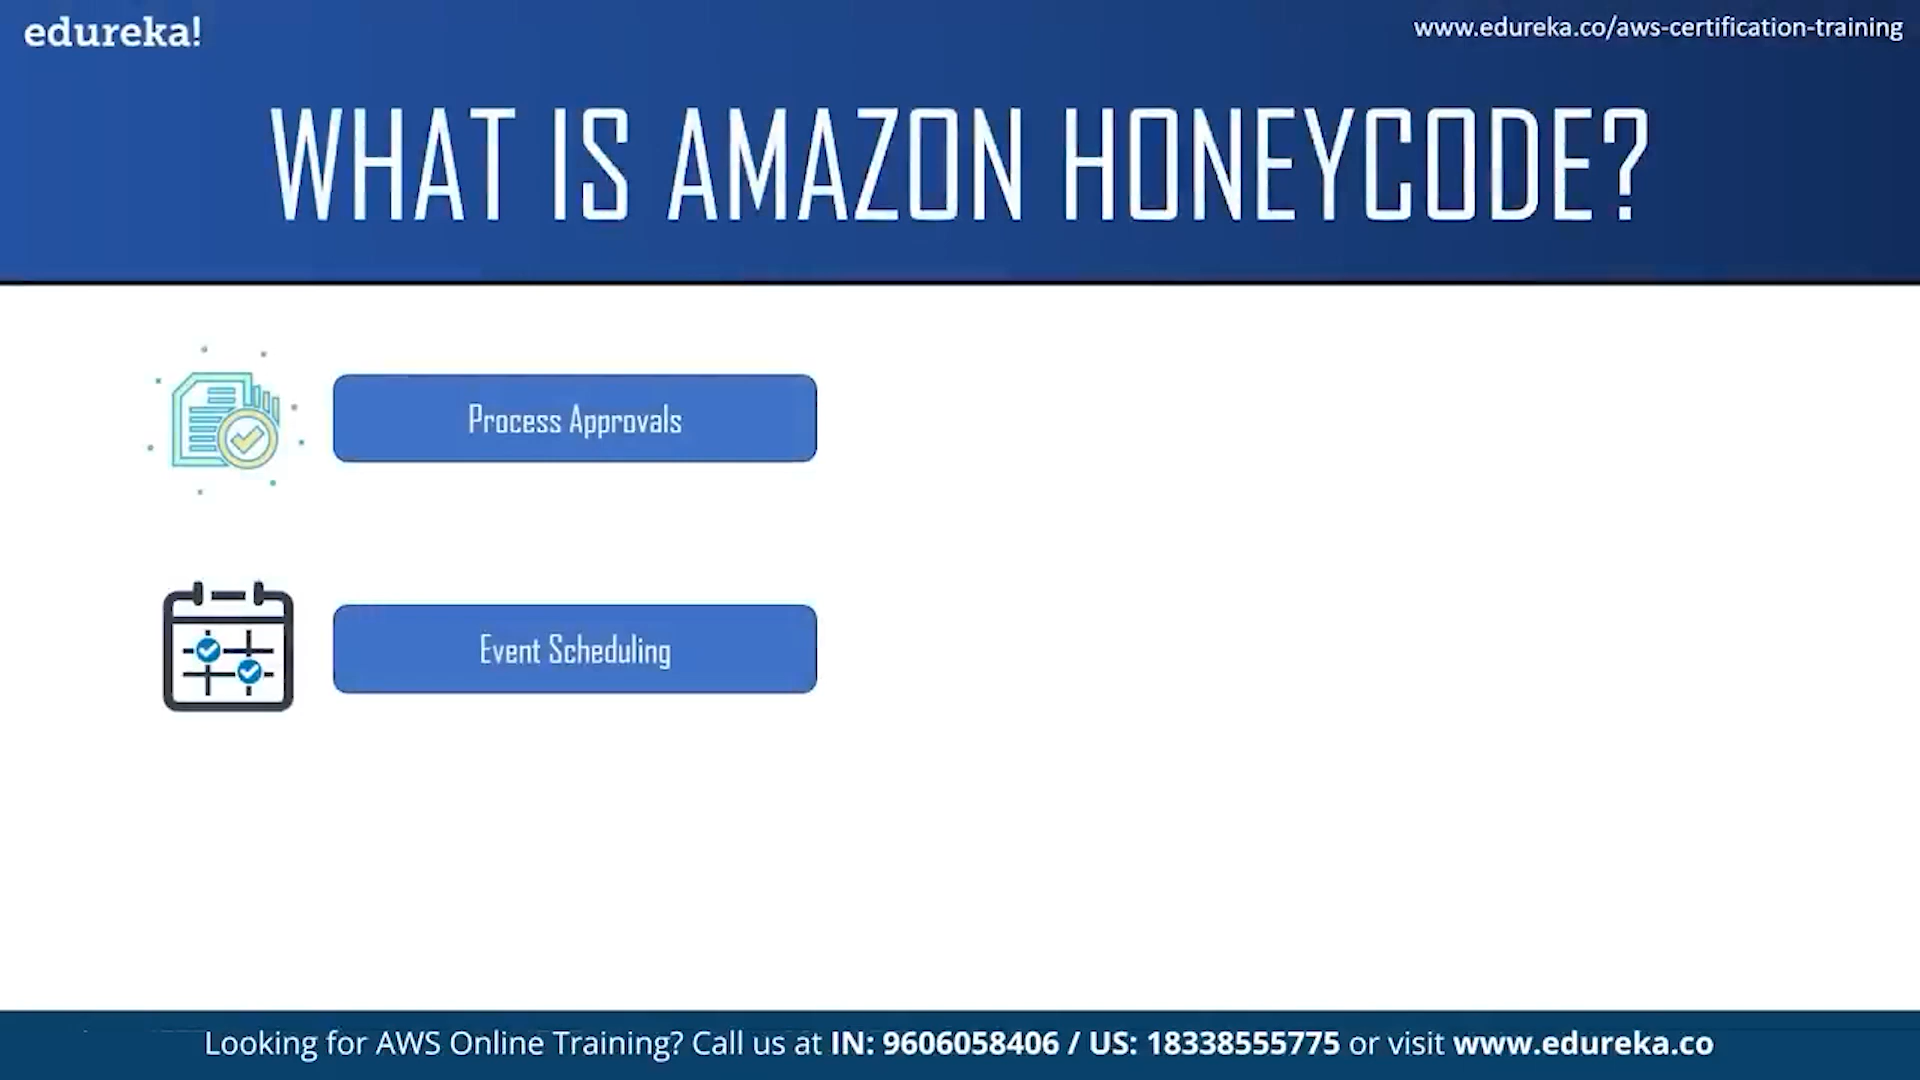 edureka!
www.edureka.co/aws-certification-training
WHAT IS AMAZON HONEYCODE?
Process Approvals
Event Scheduling
Looking for AWS Online Training? Call us at IN: 9606058406 / US: 18338555775 or visit www.edureka.co